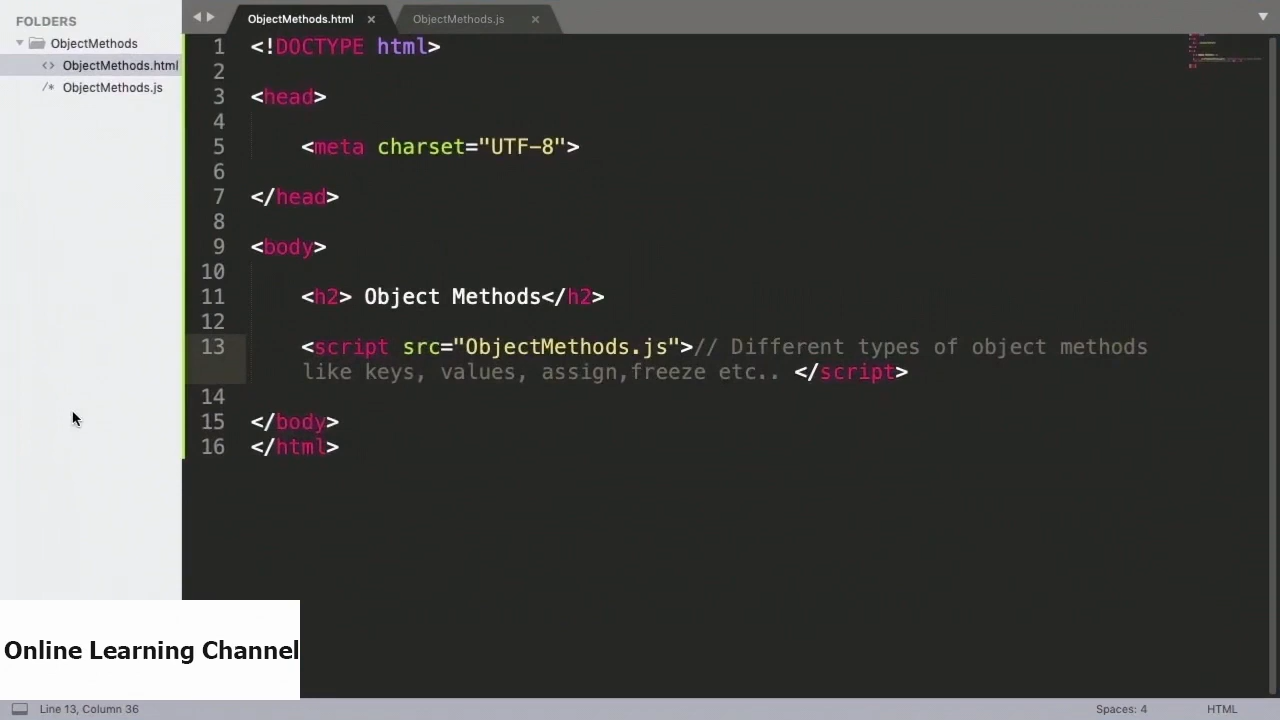 FOLDERS
ObjectMethods
<> ObjectMethods.html
/* ObjectMethods.js
ObjectMethods.html ×
ObjectMethods.js ×
1 <!DOCTYPE html>
2
3 <head>
4
5 <meta charset="UTF-8">
6
7 </head>
8
9 <body>
10
11 <h2> Object Methods</h2>
12
13 <script src="ObjectMethods.js">// Different types of object methods
like keys, values, assign,freeze etc.. </script>
14
15 </body>
16 </html>
Online Learning Channel
Line 13, Column 36
Spaces: 4
HTML